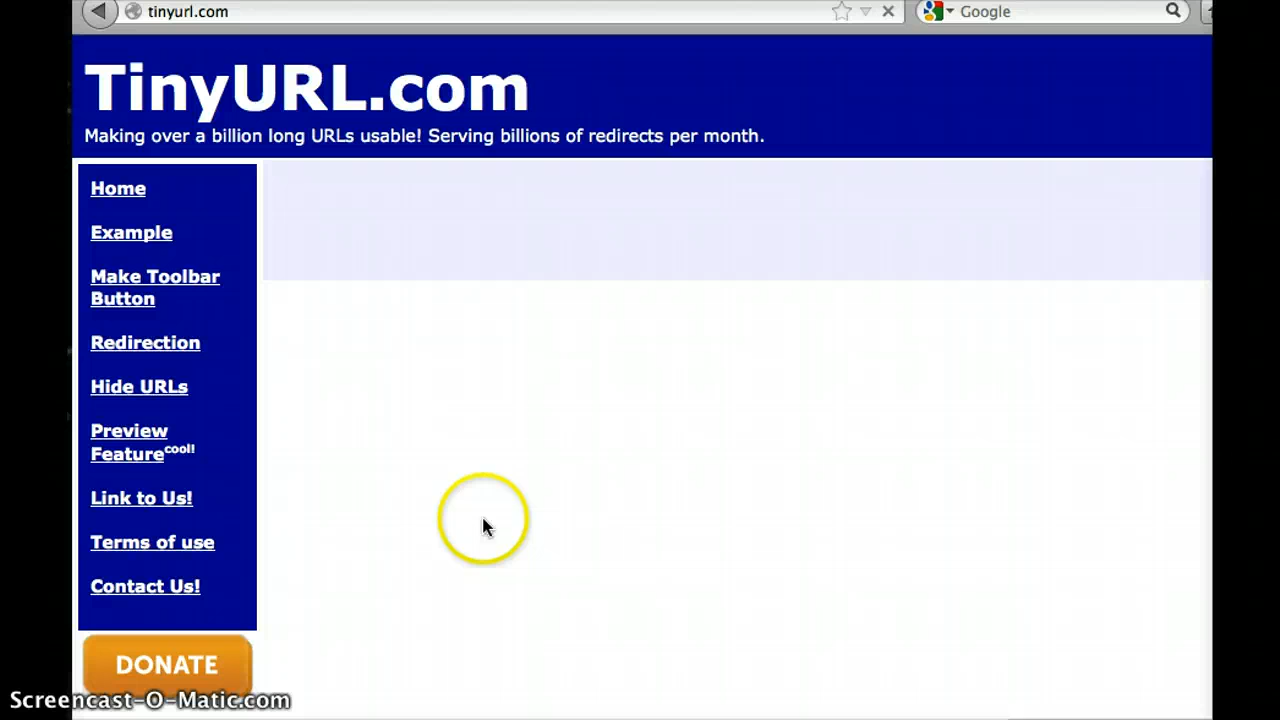 tinyurl.com
Google
TinyURL.com
Making over a billion long URLs usable! Serving billions of redirects per month.
Home
Example
Make Toolbar
Button
Redirection
Hide URLs
Preview
Feature cool!
Link to Us!
Terms of use
Contact Us!
DONATE
Screencast-O-Matic.com